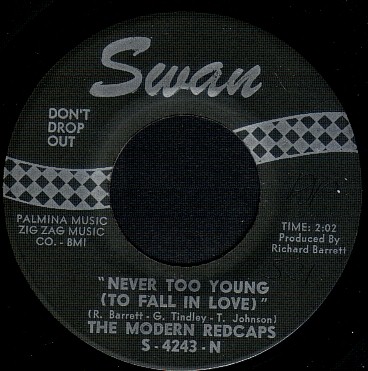 Swan
DON'T
DROP
OUT
PALMINA MUSIC
ZIG ZAG MUSIC
CO. - BMI
TIME: 2:02
Produced By
Richard Barrett
"NEVER TOO YOUNG
(TO FALL IN LOVE)"
(R. Barrett - G. Tindley - T. Johnson)
THE MODERN REDCAPS
S - 4243 - N